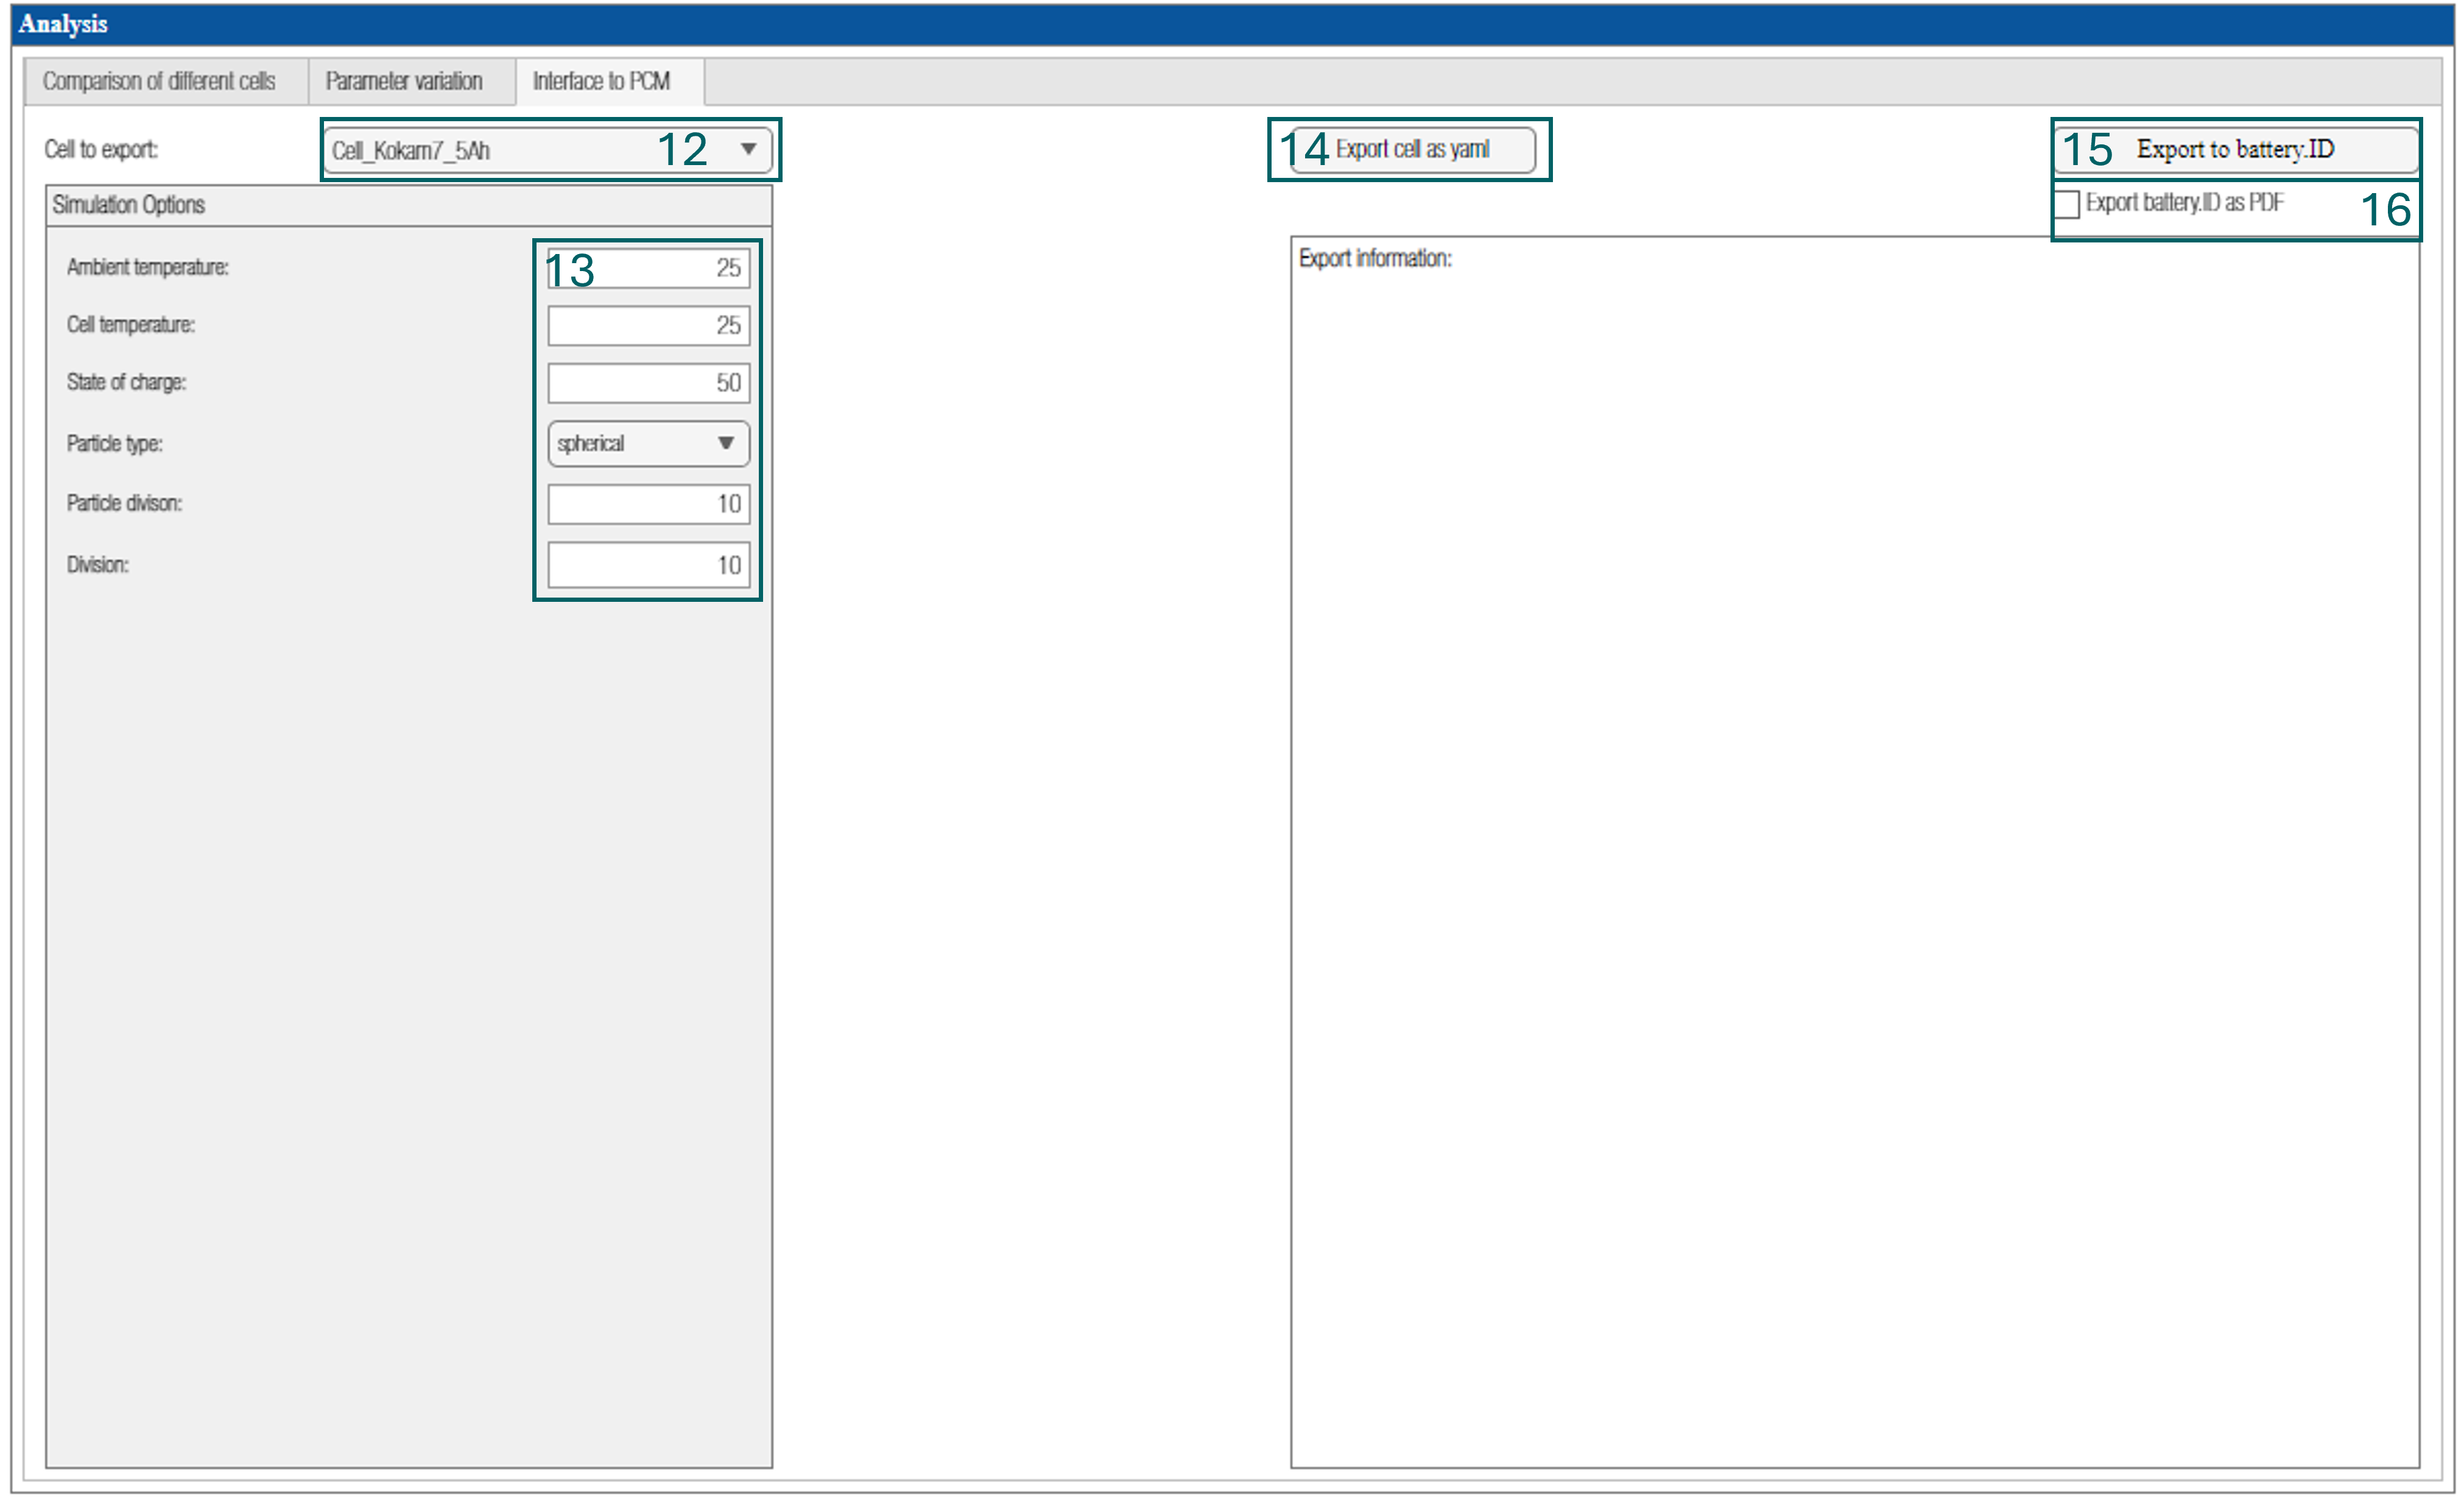 Analysis
Comparison of different cells Parameter variation Interface to PCM
Cell to export: Cell_Kokam7_5Ah 12 14 Export cell as yaml 15 Export to battery.ID
Simulation Options Export battery.ID as PDF 16
Ambient temperature: 13 25 Export information:
Cell temperature: 25
State of charge: 50
Particle type: spherical
Particle divison: 10
Division: 10